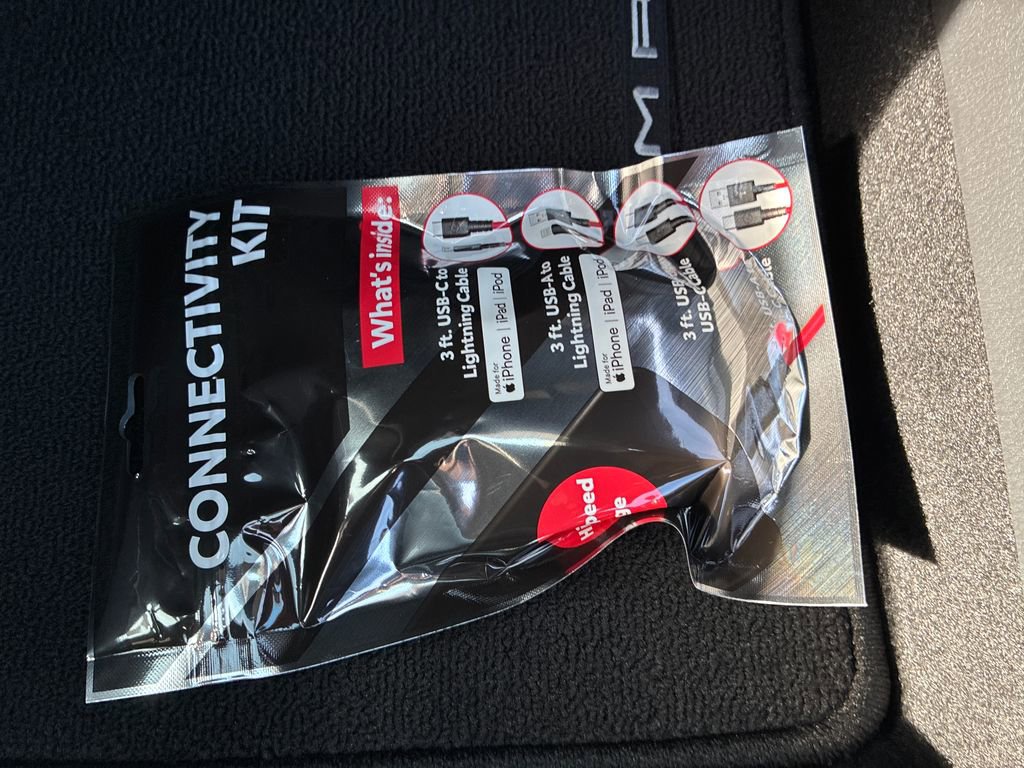 CONNECTIVITY
KIT
What's inside:
3 ft. USB-C to
Lightning Cable
Made for
iPhone | iPad | iPod
3 ft. USB-A to
Lightning Cable
Made for
iPhone | iPad | iPod
3 ft.
USB-C Cable